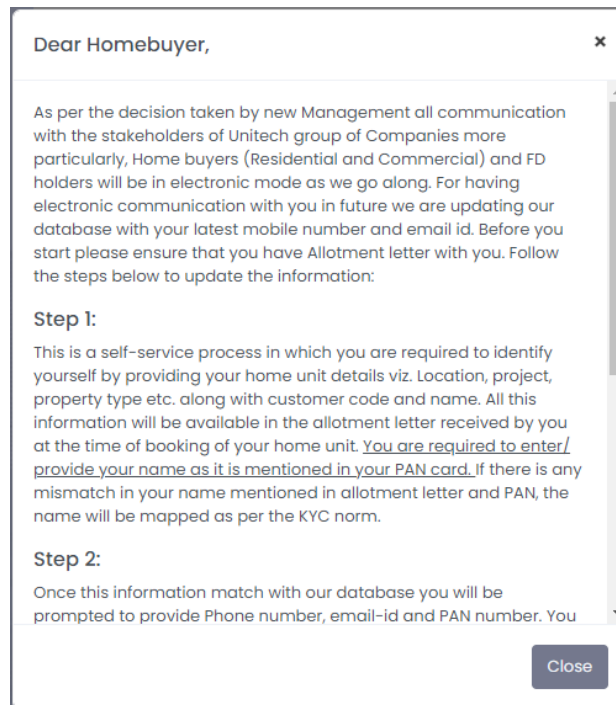 Dear Homebuyer,
×
As per the decision taken by new Management all communication
with the stakeholders of Unitech group of Companies more
particularly, Home buyers (Residential and Commercial) and FD
holders will be in electronic mode as we go along. For having
electronic communication with you in future we are updating our
database with your latest mobile number and email id. Before you
start please ensure that you have Allotment letter with you. Follow
the steps below to update the information:
Step 1:
This is a self-service process in which you are required to identify
yourself by providing your home unit details viz. Location, project,
property type etc. along with customer code and name. All this
information will be available in the allotment letter received by you
at the time of booking of your home unit. You are required to enter/
provide your name as it is mentioned in your PAN card. If there is any
mismatch in your name mentioned in allotment letter and PAN, the
name will be mapped as per the KYC norm.
Step 2:
Once this information match with our database you will be
prompted to provide Phone number, email-id and PAN number. You
Close